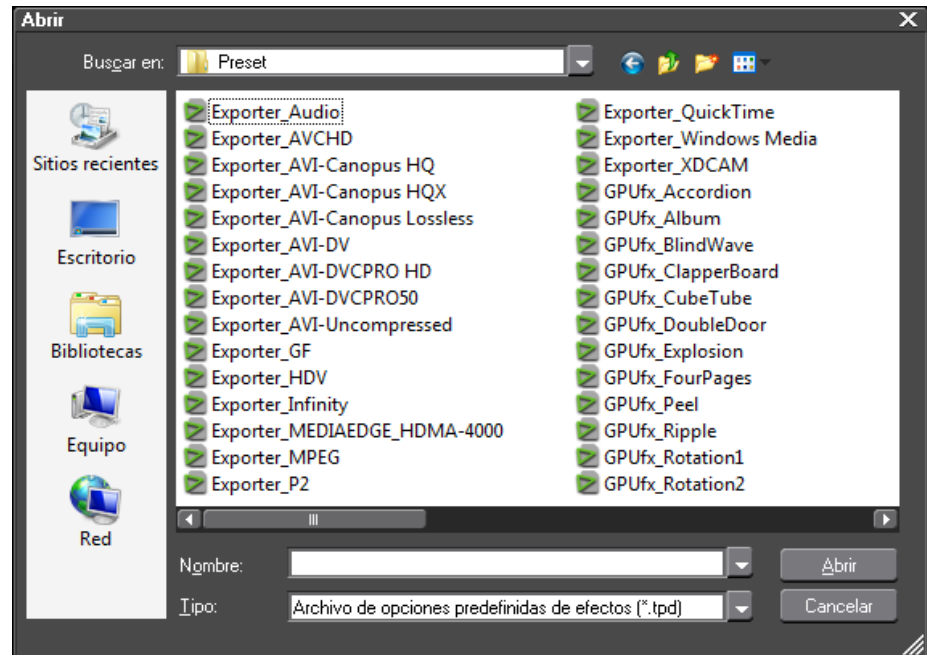 Abrir
Buscar en: Preset
Sitios recientes
Escritorio
Bibliotecas
Equipo
Red
Exporter_Audio
Exporter_AVCHD
Exporter_AVI-Canopus HQ
Exporter_AVI-Canopus HQX
Exporter_AVI-Canopus Lossless
Exporter_AVI-DV
Exporter_AVI-DVCPRO HD
Exporter_AVI-DVCPRO50
Exporter_AVI-Uncompressed
Exporter_GF
Exporter_HDV
Exporter_Infinity
Exporter_MEDIAEDGE_HDMA-4000
Exporter_MPEG
Exporter_P2
Exporter_QuickTime
Exporter_Windows Media
Exporter_XDCAM
GPUfx_Accordion
GPUfx_Album
GPUfx_BlindWave
GPUfx_ClapperBoard
GPUfx_CubeTube
GPUfx_DoubleDoor
GPUfx_Explosion
GPUfx_FourPages
GPUfx_Peel
GPUfx_Ripple
GPUfx_Rotation1
GPUfx_Rotation2
Nombre:
Abrir
Tipo: Archivo de opciones predefinidas de efectos (*.tpd)
Cancelar